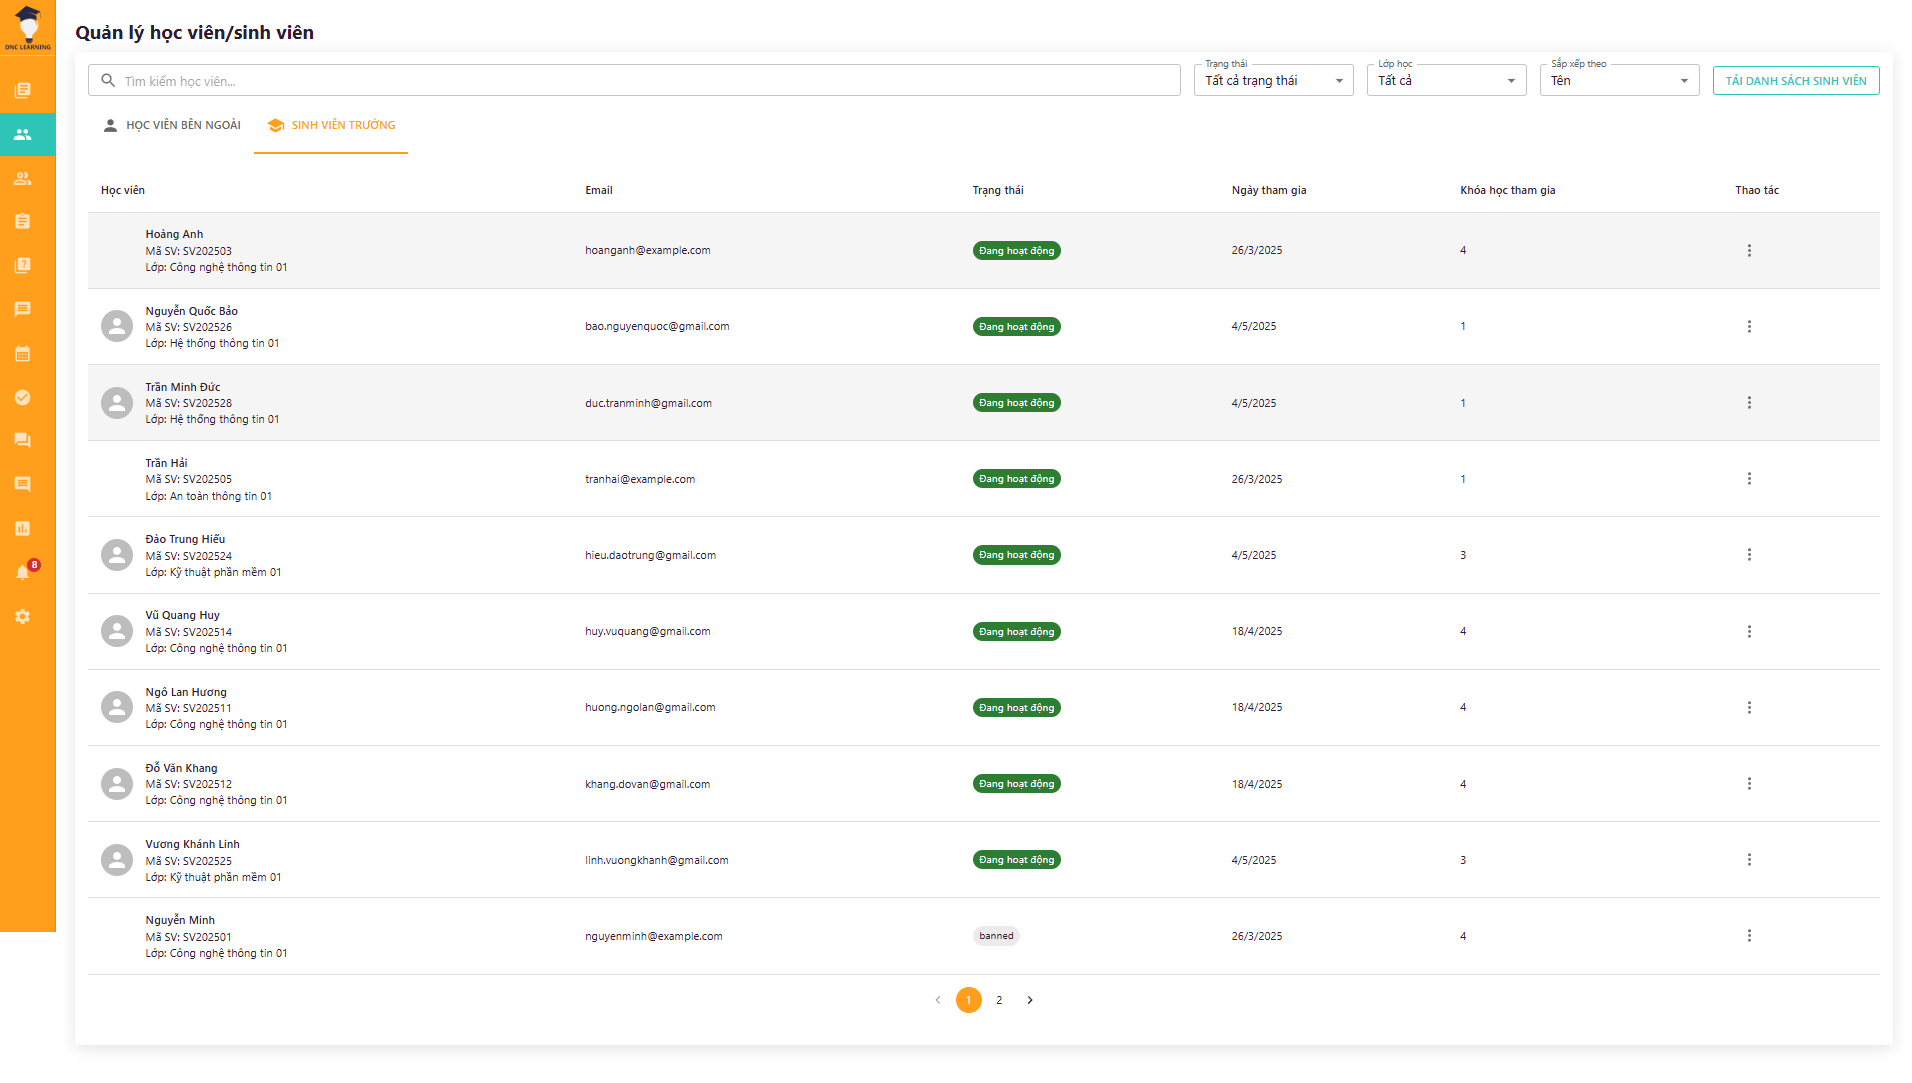 DNC LEARNING
Quản lý học viên/sinh viên
Tìm kiếm học viên...
Trạng thái
Tất cả trạng thái
Lớp học
Tất cả
Sắp xếp theo
Tên
TẢI DANH SÁCH SINH VIÊN
HỌC VIÊN BÊN NGOÀI
SINH VIÊN TRƯỜNG
Học viên Email Trạng thái Ngày tham gia Khóa học tham gia Thao tác
Hoàng Anh
Mã SV: SV202503
Lớp: Công nghệ thông tin 01
hoanganh@example.com Đang hoạt động 26/3/2025 4
Nguyễn Quốc Bảo
Mã SV: SV202526
Lớp: Hệ thống thông tin 01
bao.nguyenquoc@gmail.com Đang hoạt động 4/5/2025 1
Trần Minh Đức
Mã SV: SV202528
Lớp: Hệ thống thông tin 01
duc.tranminh@gmail.com Đang hoạt động 4/5/2025 1
Trần Hải
Mã SV: SV202505
Lớp: An toàn thông tin 01
tranhai@example.com Đang hoạt động 26/3/2025 1
Đào Trung Hiếu
Mã SV: SV202524
Lớp: Kỹ thuật phần mềm 01
hieu.daotrung@gmail.com Đang hoạt động 4/5/2025 3
8
Vũ Quang Huy
Mã SV: SV202514
Lớp: Công nghệ thông tin 01
huy.vuquang@gmail.com Đang hoạt động 18/4/2025 4
Ngô Lan Hương
Mã SV: SV202511
Lớp: Công nghệ thông tin 01
huong.ngolan@gmail.com Đang hoạt động 18/4/2025 4
Đỗ Văn Khang
Mã SV: SV202512
Lớp: Công nghệ thông tin 01
khang.dovan@gmail.com Đang hoạt động 18/4/2025 4
Vương Khánh Linh
Mã SV: SV202525
Lớp: Kỹ thuật phần mềm 01
linh.vuongkhanh@gmail.com Đang hoạt động 4/5/2025 3
Nguyễn Minh
Mã SV: SV202501
Lớp: Công nghệ thông tin 01
nguyenminh@example.com banned 26/3/2025 4
1 2